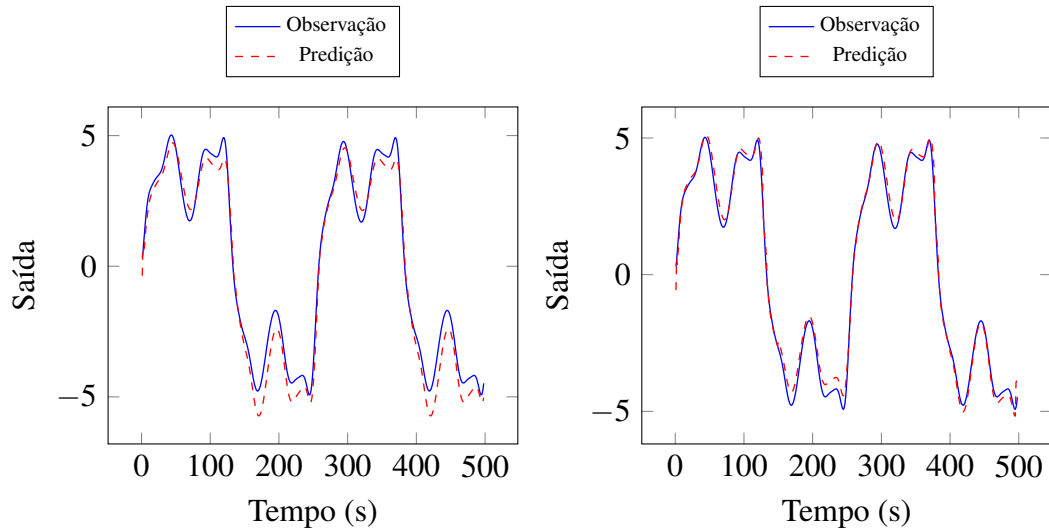 Observação
Predição
5
0
−5
Saída
0 100 200 300 400 500
Tempo (s)
Observação
Predição
5
0
−5
Saída
0 100 200 300 400 500
Tempo (s)